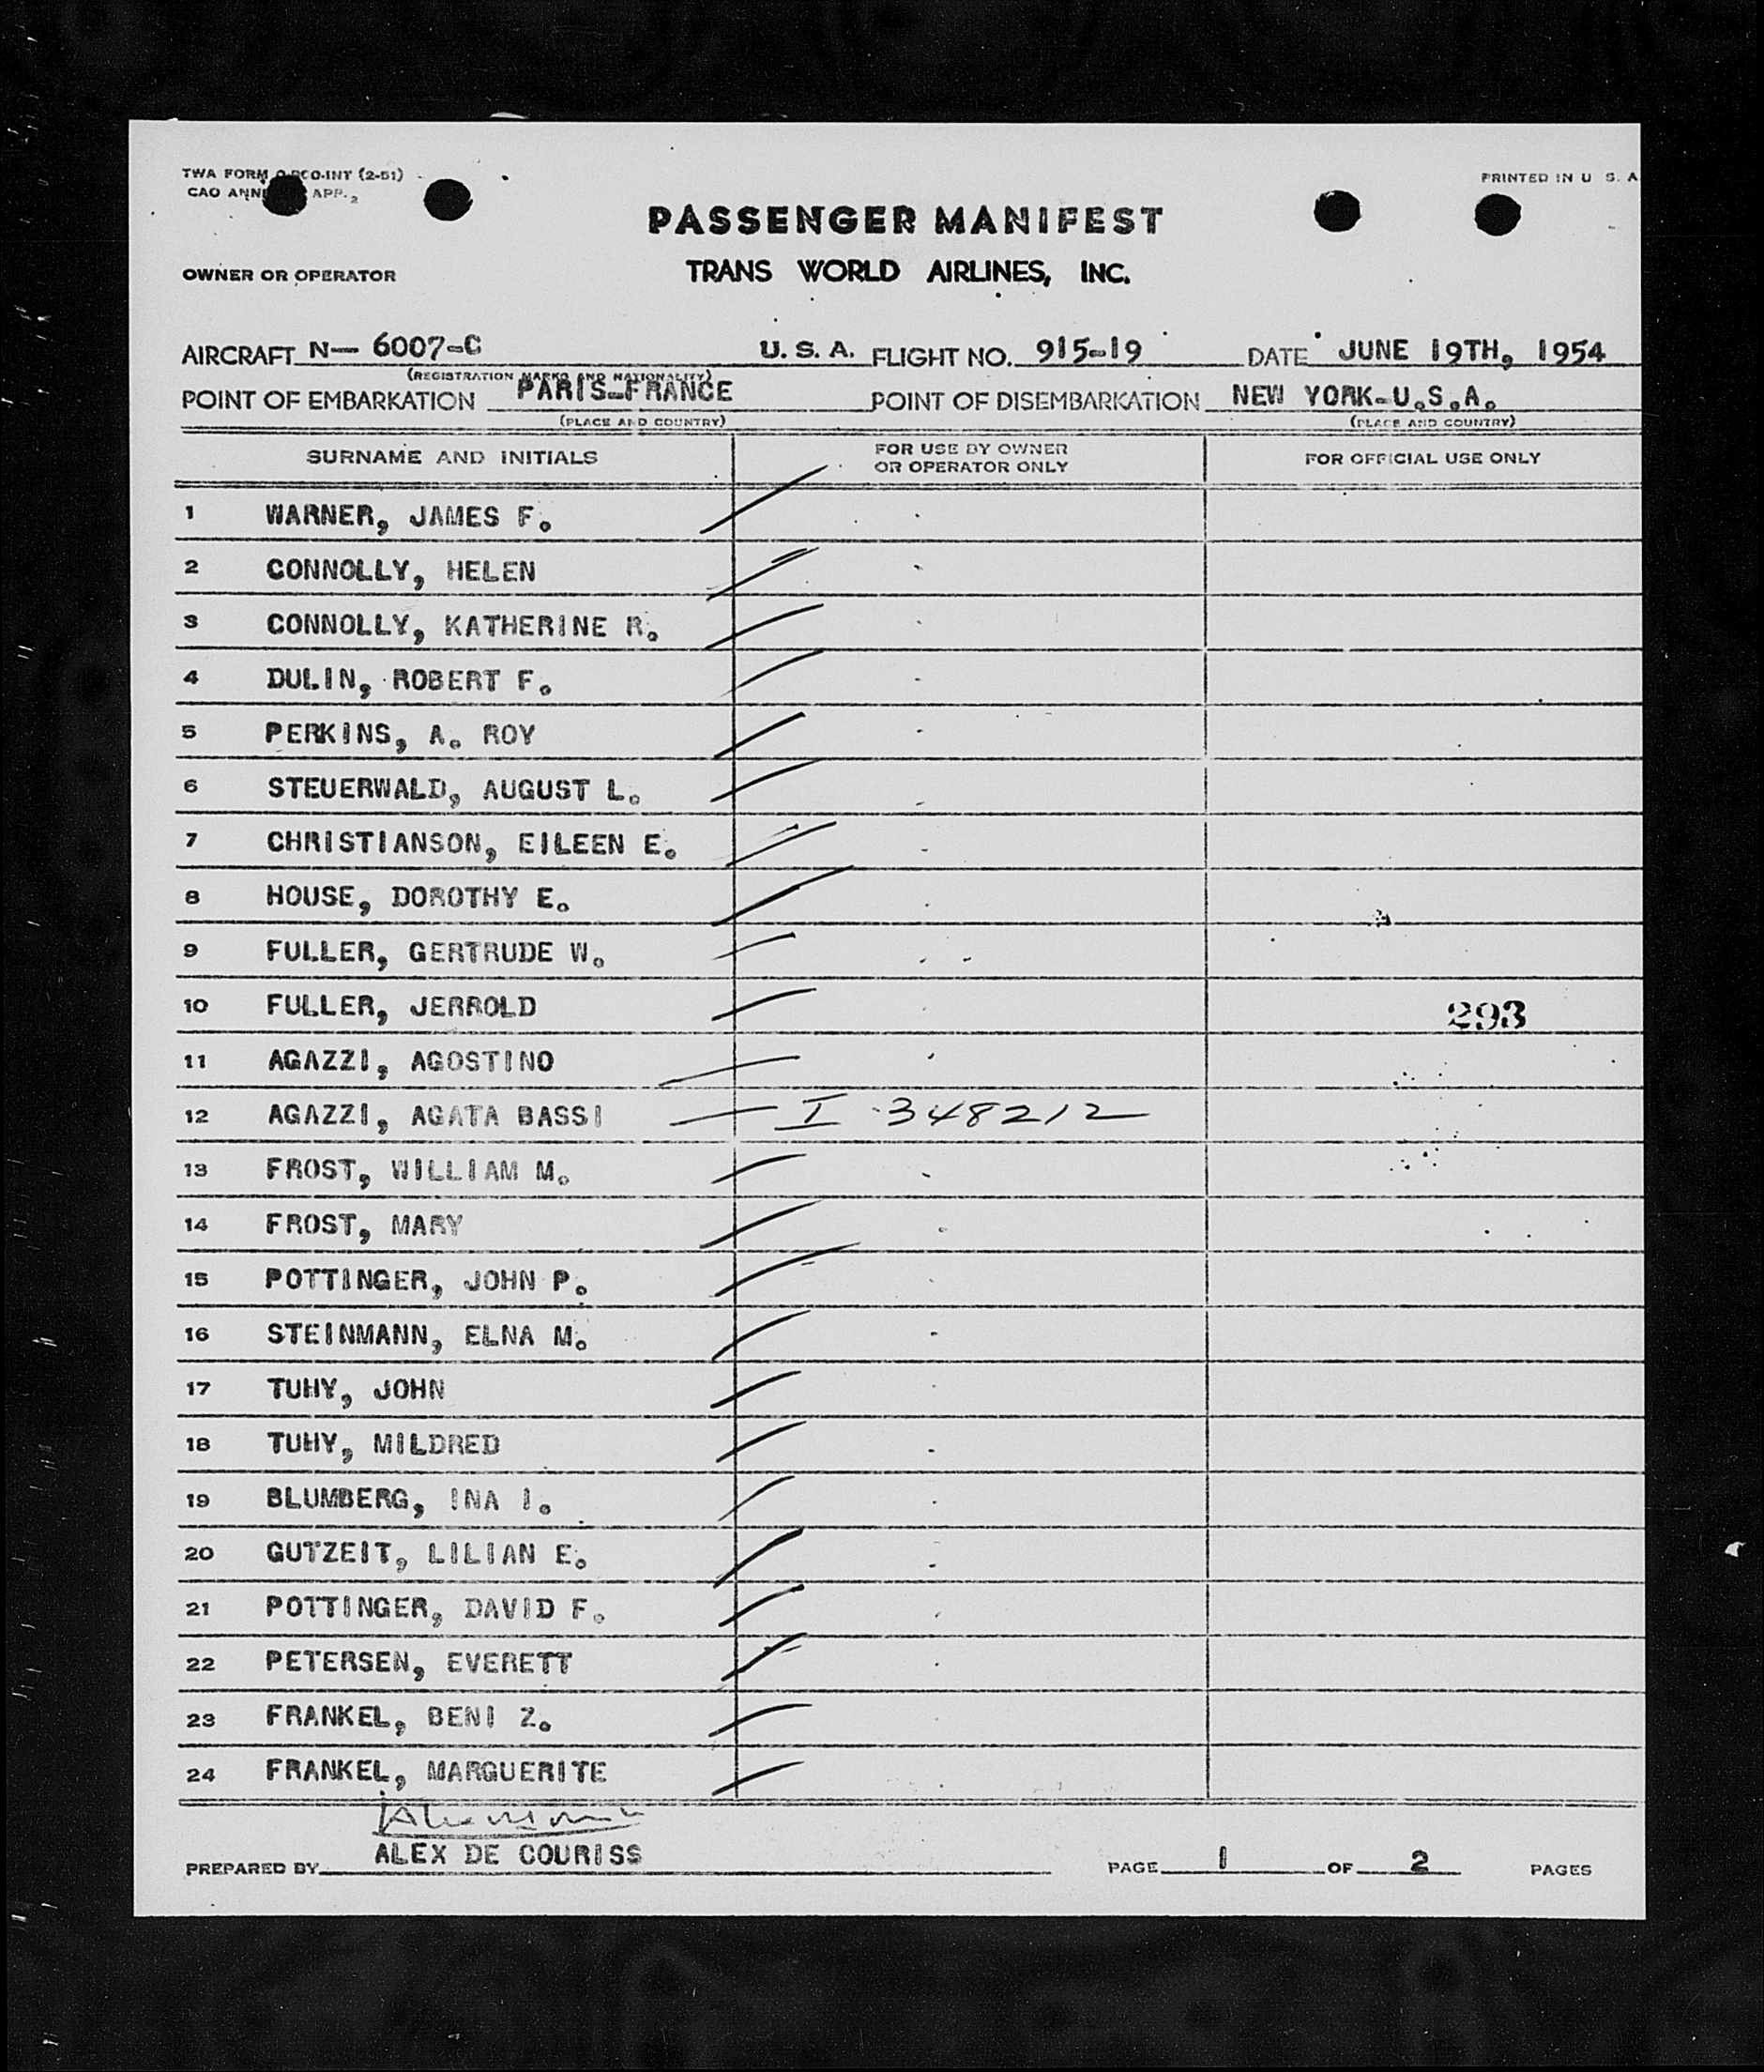 TWA FORM CO-INT (2-51)
CAO APP. 2
PRINTED IN U S. A
PASSENGER MANIFEST
OWNER OR OPERATOR TRANS WORLD AIRLINES, INC.
AIRCRAFT N— 6007-C U. S. A. FLIGHT NO. 915-19 DATE JUNE 19TH, 1954
(REGISTRATION MARKS AND NATIONALITY)
POINT OF EMBARKATION PARIS-FRANCE POINT OF DISEMBARKATION NEW YORK-U.S.A.
(PLACE AND COUNTRY) (PLACE AND COUNTRY)
SURNAME AND INITIALS FOR USE BY OWNER OR OPERATOR ONLY FOR OFFICIAL USE ONLY
1 WARNER, JAMES F.
2 CONNOLLY, HELEN
3 CONNOLLY, KATHERINE R.
4 DULIN, ROBERT F.
5 PERKINS, A. ROY
6 STEUERWALD, AUGUST L.
7 CHRISTIANSON, EILEEN E.
8 HOUSE, DOROTHY E.
9 FULLER, GERTRUDE W.
10 FULLER, JERROLD 293
11 AGAZZI, AGOSTINO
12 AGAZZI, AGATA BASSI I 348212
13 FROST, WILLIAM M.
14 FROST, MARY
15 POTTINGER, JOHN P.
16 STEINMANN, ELNA M.
17 TUHY, JOHN
18 TUHY, MILDRED
19 BLUMBERG, INA I.
20 GUTZEIT, LILIAN E.
21 POTTINGER, DAVID F.
22 PETERSEN, EVERETT
23 FRANKEL, BENI Z.
24 FRANKEL, MARGUERITE
PREPARED BY ALEX DE COURISS PAGE 1 OF 2 PAGES